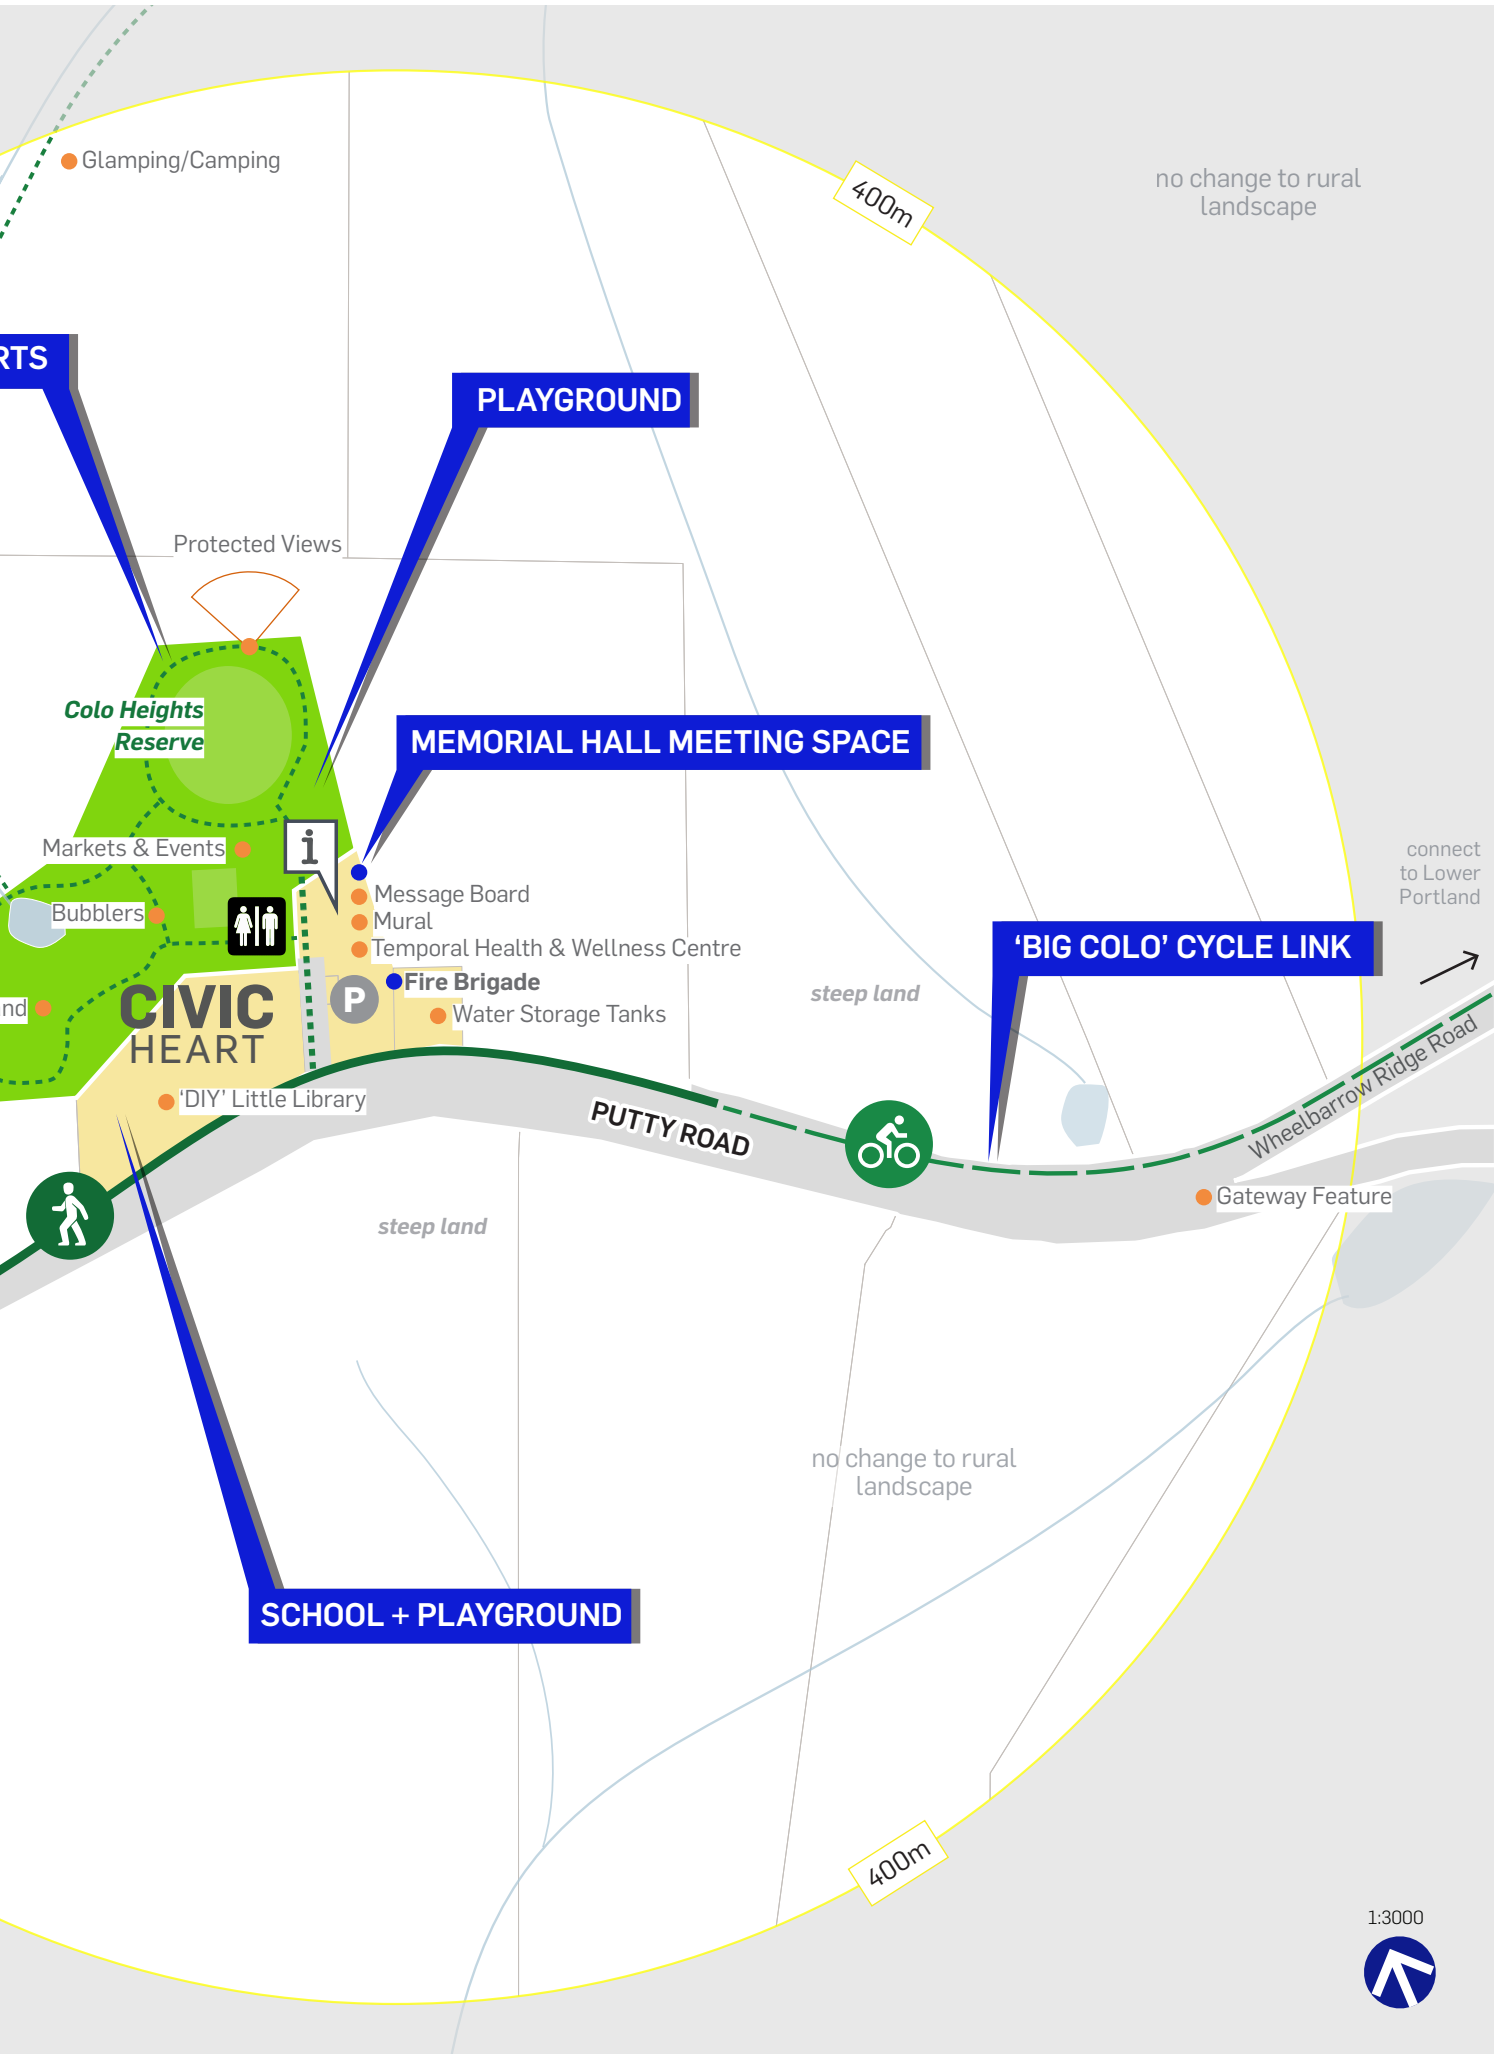 Glamping/Camping
400m
no change to rural
landscape
RTS
PLAYGROUND
Protected Views
Colo Heights
Reserve
MEMORIAL HALL MEETING SPACE
i
Markets & Events
connect
to Lower
Portland
Message Board
Bubblers
Mural
Temporal Health & Wellness Centre
‘BIG COLO’ CYCLE LINK
Fire Brigade
steep land
P
nd
CIVIC
HEART
Water Storage Tanks
Wheelbarrow Ridge Road
‘DIY’ Little Library
PUTTY ROAD
Gateway Feature
steep land
no change to rural
landscape
SCHOOL + PLAYGROUND
400m
1:3000